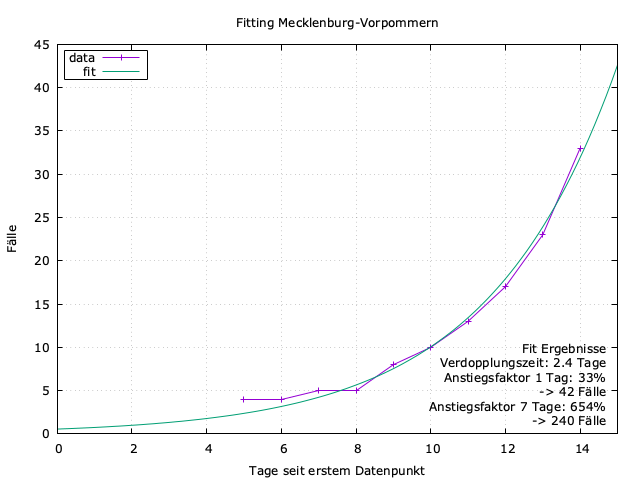 Fitting Mecklenburg-Vorpommern
data
fit
45
40
35
30
25
20
15
10
5
0
Fälle
Fit Ergebnisse
Verdopplungszeit: 2.4 Tage
Anstiegsfaktor 1 Tag: 33%
-> 42 Fälle
Anstiegsfaktor 7 Tage: 654%
-> 240 Fälle
0 2 4 6 8 10 12 14
Tage seit erstem Datenpunkt